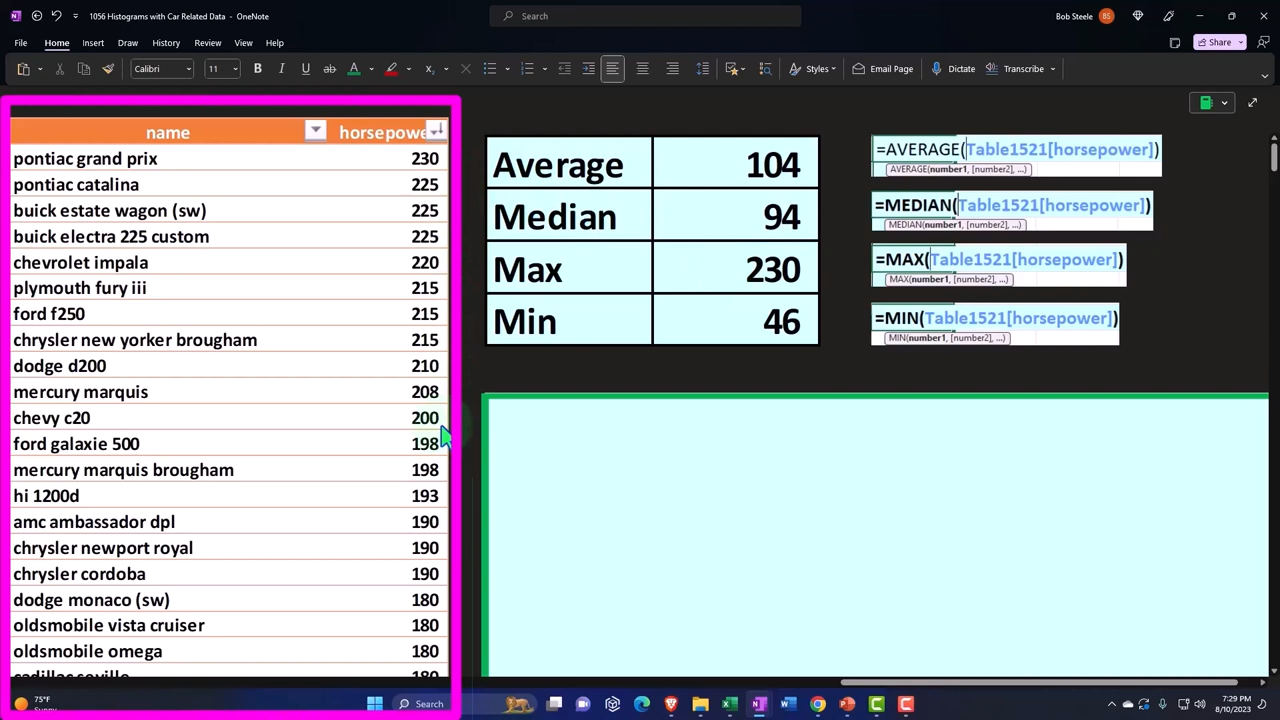 1056 Histograms with Car Related Data - OneNote
Search
Bob Steele
BS
File Home Insert Draw History Review View Help
Share
Calibri
11
B I U ab A
Styles
Email Page
Dictate
Transcribe
name horsepowe
pontiac grand prix 230
pontiac catalina 225
buick estate wagon (sw) 225
buick electra 225 custom 225
chevrolet impala 220
plymouth fury iii 215
ford f250 215
chrysler new yorker brougham 215
dodge d200 210
mercury marquis 208
chevy c20 200
ford galaxie 500 198
mercury marquis brougham 198
hi 1200d 193
amc ambassador dpl 190
chrysler newport royal 190
chrysler cordoba 190
dodge monaco (sw) 180
oldsmobile vista cruiser 180
oldsmobile omega 180
cadillac seville 180
Average 104
Median 94
Max 230
Min 46
=AVERAGE(Table1521[horsepower])
AVERAGE(number1, [number2], ...)
=MEDIAN(Table1521[horsepower])
MEDIAN(number1, [number2], ...)
=MAX(Table1521[horsepower])
MAX(number1, [number2], ...)
=MIN(Table1521[horsepower])
MIN(number1, [number2], ...)
75°F
Sunny
Search
7:29 PM
8/10/2023